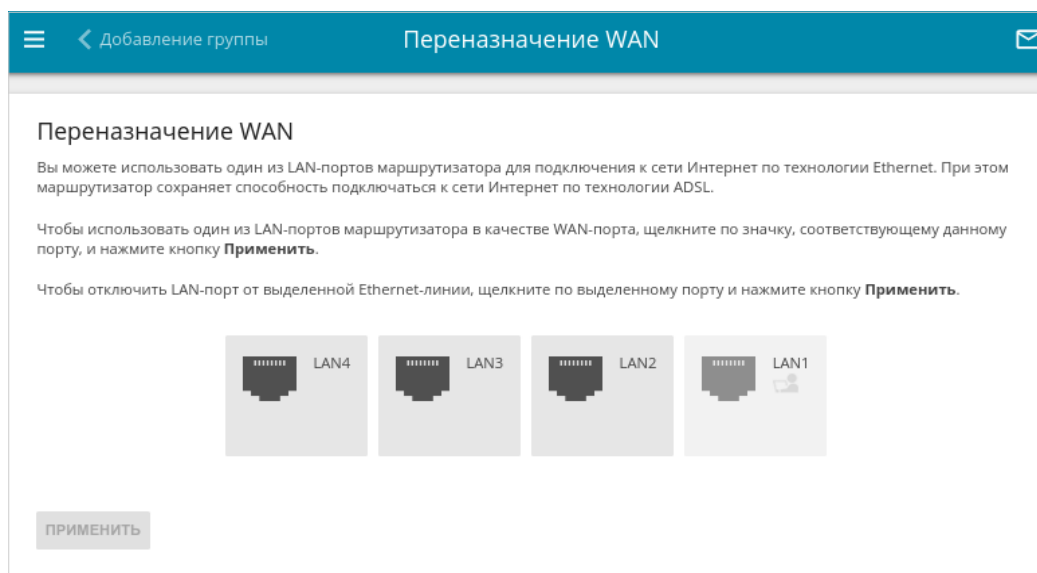 Добавление группы
Переназначение WAN
Переназначение WAN
Вы можете использовать один из LAN-портов маршрутизатора для подключения к сети Интернет по технологии Ethernet. При этом
маршрутизатор сохраняет способность подключаться к сети Интернет по технологии ADSL.
Чтобы использовать один из LAN-портов маршрутизатора в качестве WAN-порта, щелкните по значку, соответствующему данному
порту, и нажмите кнопку Применить.
Чтобы отключить LAN-порт от выделенной Ethernet-линии, щелкните по выделенному порту и нажмите кнопку Применить.
LAN4
LAN3
LAN2
LAN1
ПРИМЕНИТЬ